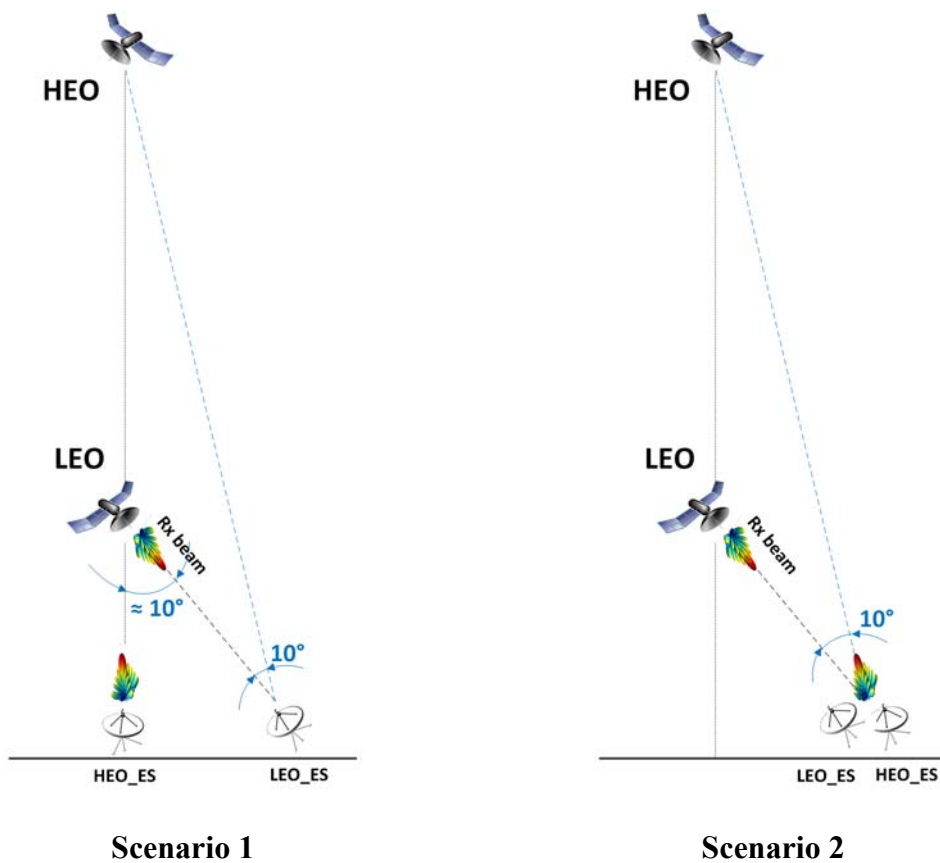 HEO
LEO
Rx beam
≈ 10°
10°
HEO_ES
LEO_ES
Scenario 1
HEO
LEO
Rx beam
10°
LEO_ES
HEO_ES
Scenario 2